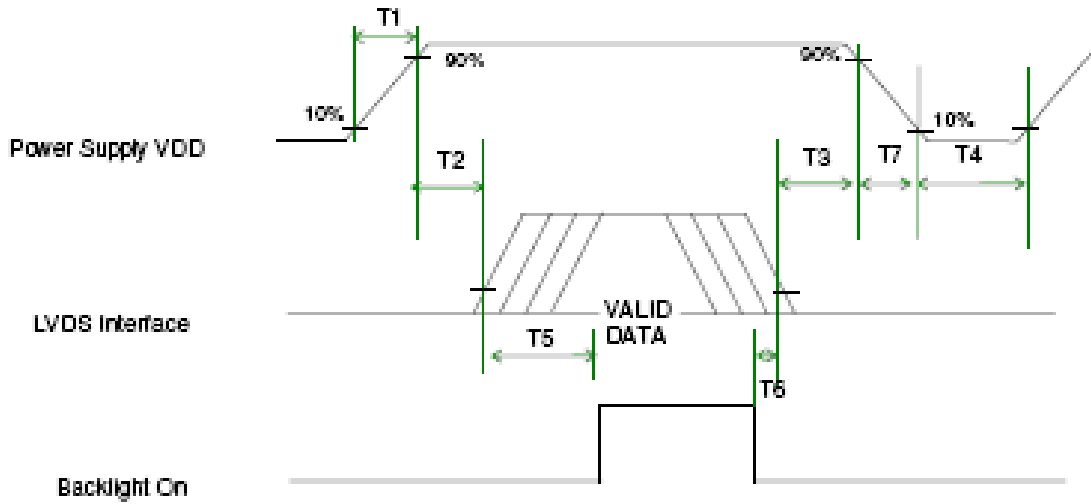 T1
90%
90%
10%
10%
Power Supply VDD
T2
T3
T7
T4
VALID
DATA
LVDS Interface
T5
T6
Backlight On